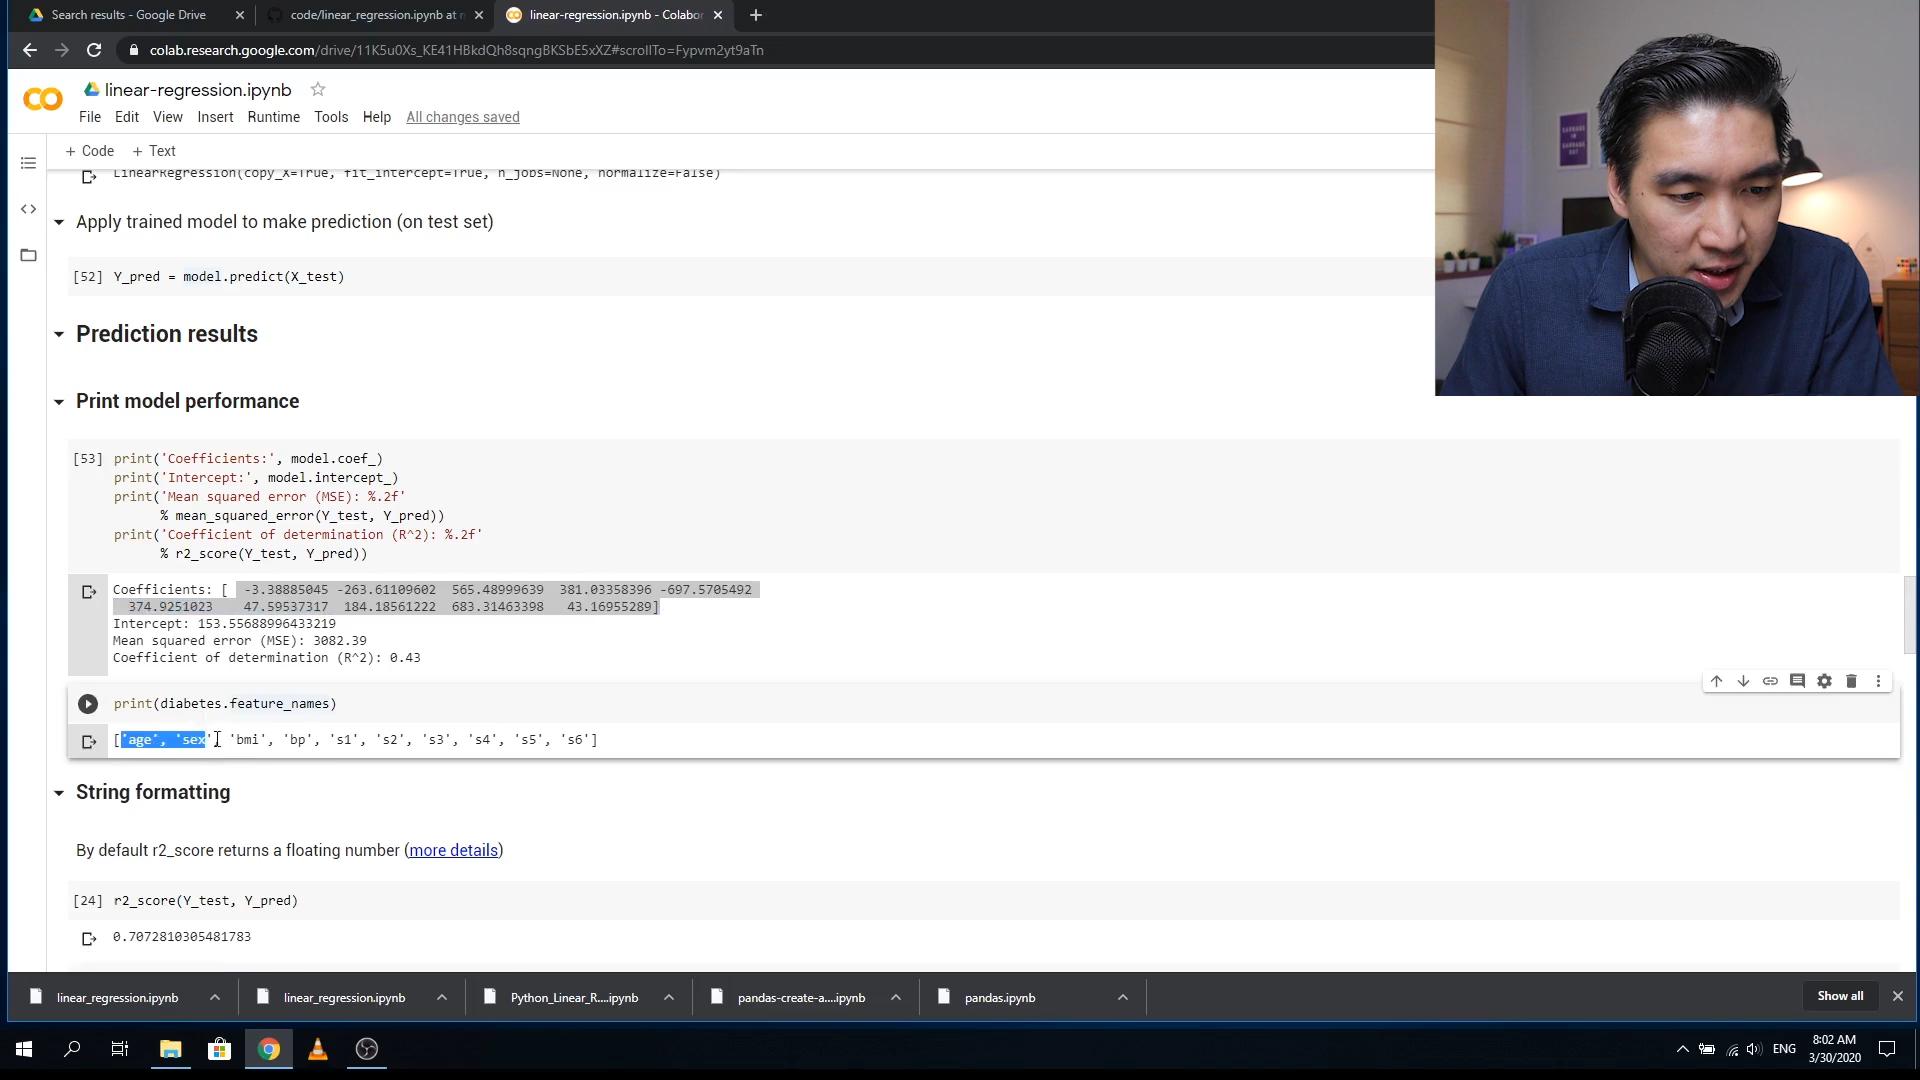 Search results - Google Drive
code/linear_regression.ipynb at
linear-regression.ipynb - Colabor
colab.research.google.com/drive/11K5u0Xs_KE41HBkdQh8sqngBKSbE5xXZ#scrollTo=Fypvm2yt9aTn
linear-regression.ipynb
File Edit View Insert Runtime Tools Help All changes saved
+ Code + Text
LinearRegression(copy_X=True, fit_intercept=True, n_jobs=None, normalize=False)
Apply trained model to make prediction (on test set)
[52] Y_pred = model.predict(X_test)
Prediction results
Print model performance
[53] print('Coefficients:', model.coef_)
print('Intercept:', model.intercept_)
print('Mean squared error (MSE): %.2f'
% mean_squared_error(Y_test, Y_pred))
print('Coefficient of determination (R^2): %.2f'
% r2_score(Y_test, Y_pred))
Coefficients: [ -3.38885045 -263.61109602 565.48999639 381.03358396 -697.5705492
374.9251023 47.59537317 184.18561222 683.31463398 43.16955289]
Intercept: 153.55688996433219
Mean squared error (MSE): 3082.39
Coefficient of determination (R^2): 0.43
print(diabetes.feature_names)
['age', 'sex', 'bmi', 'bp', 's1', 's2', 's3', 's4', 's5', 's6']
String formatting
By default r2_score returns a floating number (more details)
[24] r2_score(Y_test, Y_pred)
0.7072810305481783
linear_regression.ipynb
linear_regression.ipynb
Python_Linear_R....ipynb
pandas-create-a....ipynb
pandas.ipynb
Show all
ENG
8:02 AM
3/30/2020